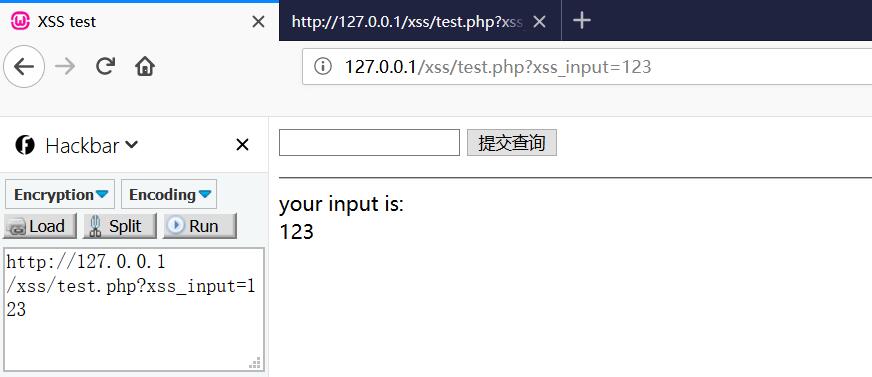 XSS test
http://127.0.0.1/xss/test.php?xss
127.0.0.1/xss/test.php?xss_input=123
Hackbar
提交查询
Encryption Encoding
Load Split Run
your input is:
123
http://127.0.0.1
/xss/test.php?xss_input=1
23